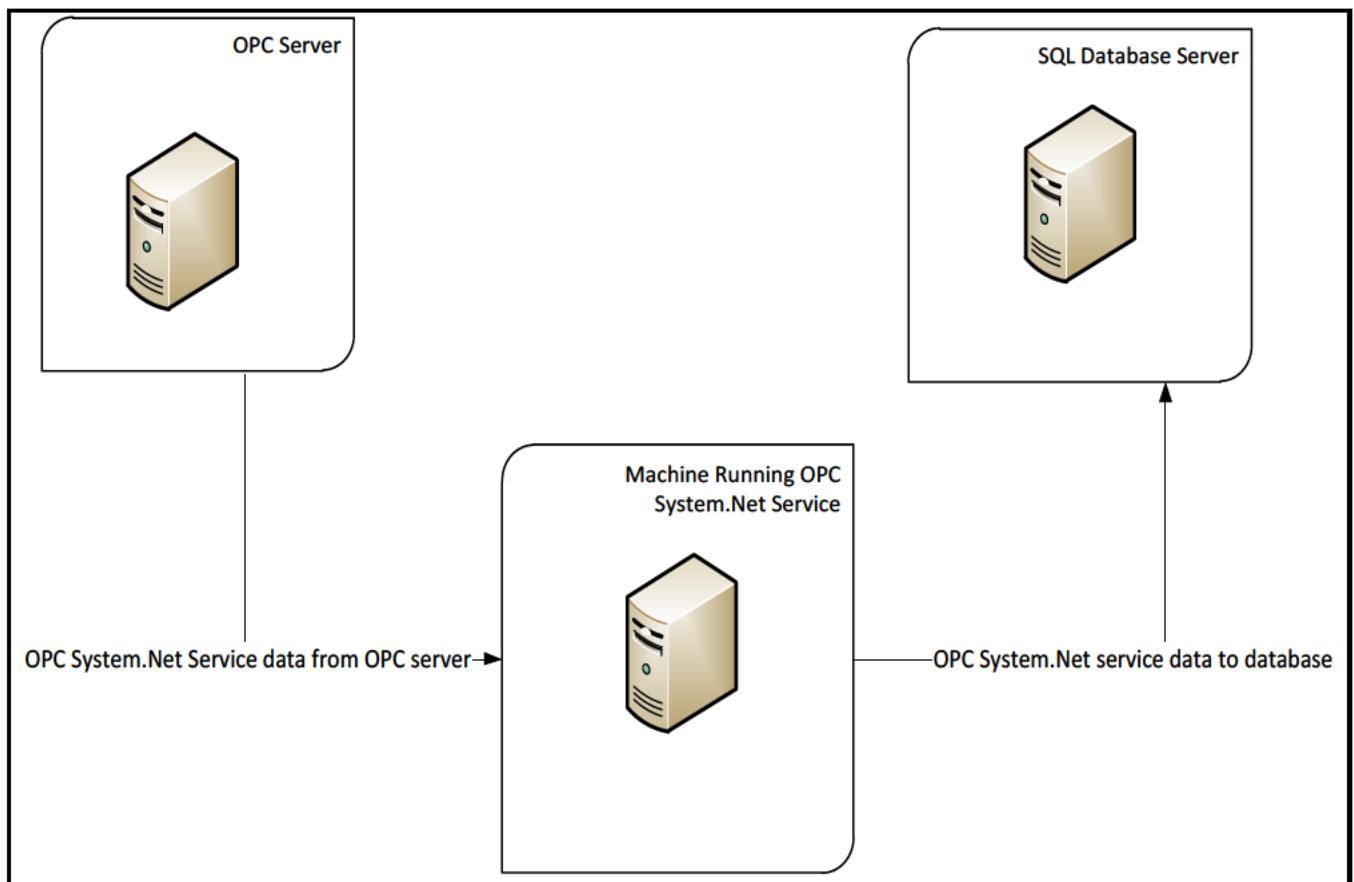 OPC Server
SQL Database Server
Machine Running OPC
System.Net Service
OPC System.Net Service data from OPC server
OPC System.Net service data to database